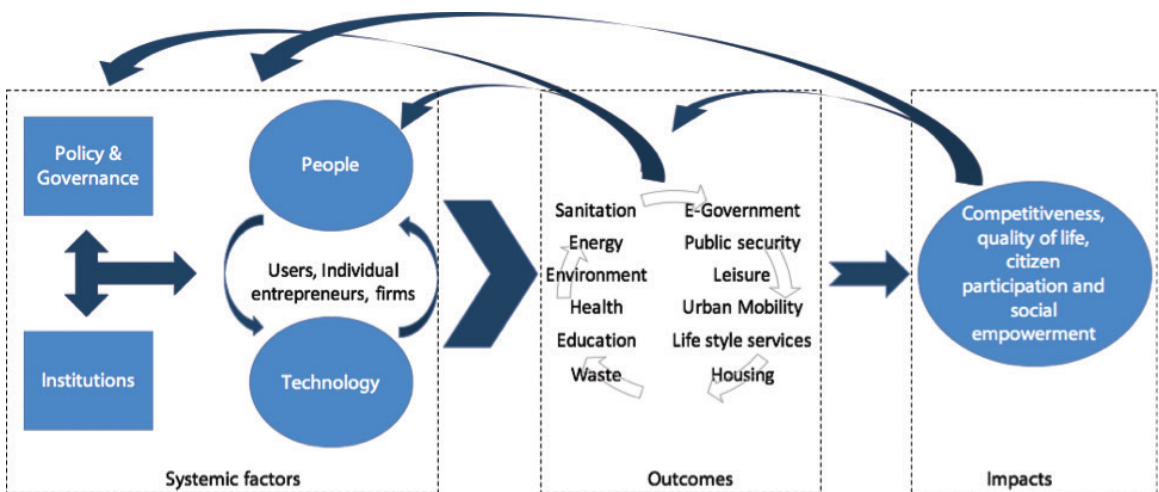 Policy &
Governance
Institutions
People
Users, Individual
entrepreneurs, firms
Technology
Systemic factors
Sanitation
Energy
Environment
Health
Education
Waste
E-Government
Public security
Leisure
Urban Mobility
Life style services
Housing
Outcomes
Competitiveness,
quality of life,
citizen
participation and
social
empowerment
Impacts